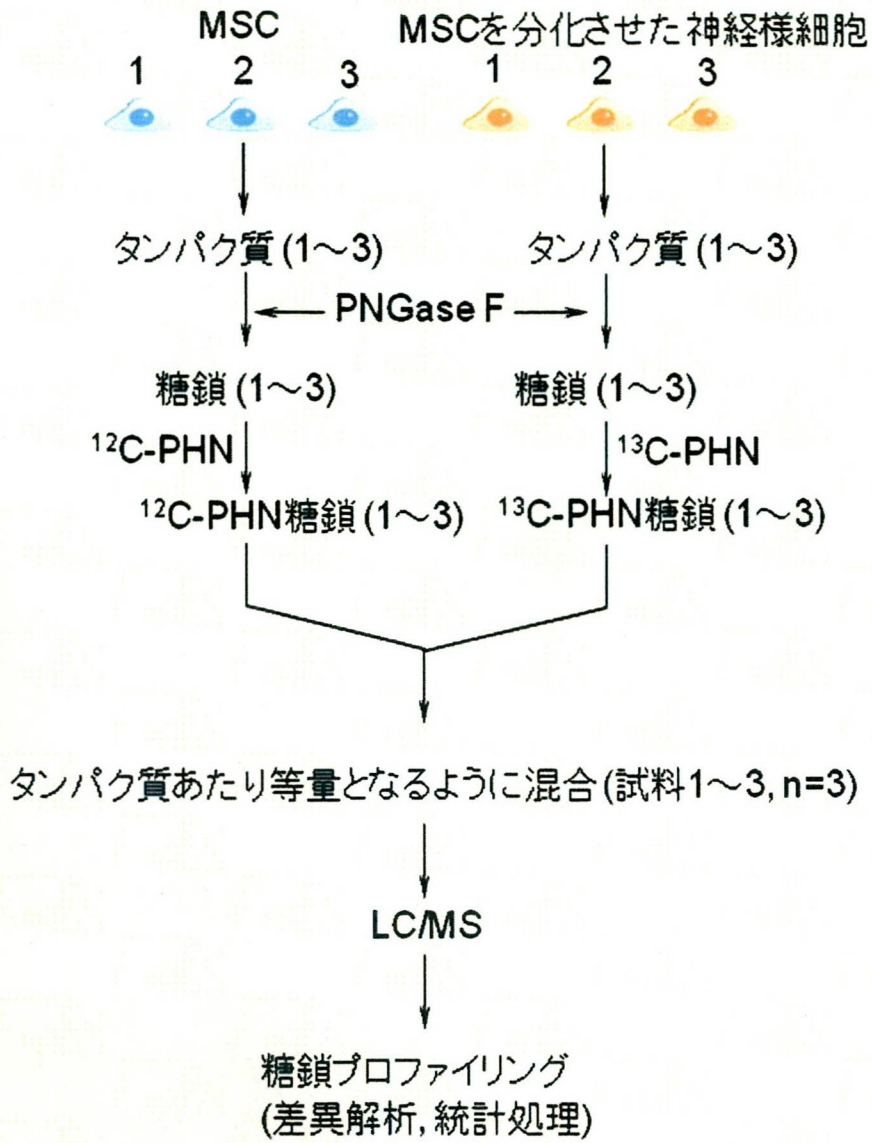 MSC
MSCを分化させた神経様細胞
1 2 3
1 2 3
タンパク質(1～3)
タンパク質(1～3)
PNGase F
糖鎖(1～3)
糖鎖(1～3)
¹²C-PHN
¹³C-PHN
¹²C-PHN糖鎖(1～3)
¹³C-PHN糖鎖(1～3)
タンパク質あたり等量となるように混合(試料1～3, n=3)
LC/MS
糖鎖プロファイリング
(差異解析, 統計処理)